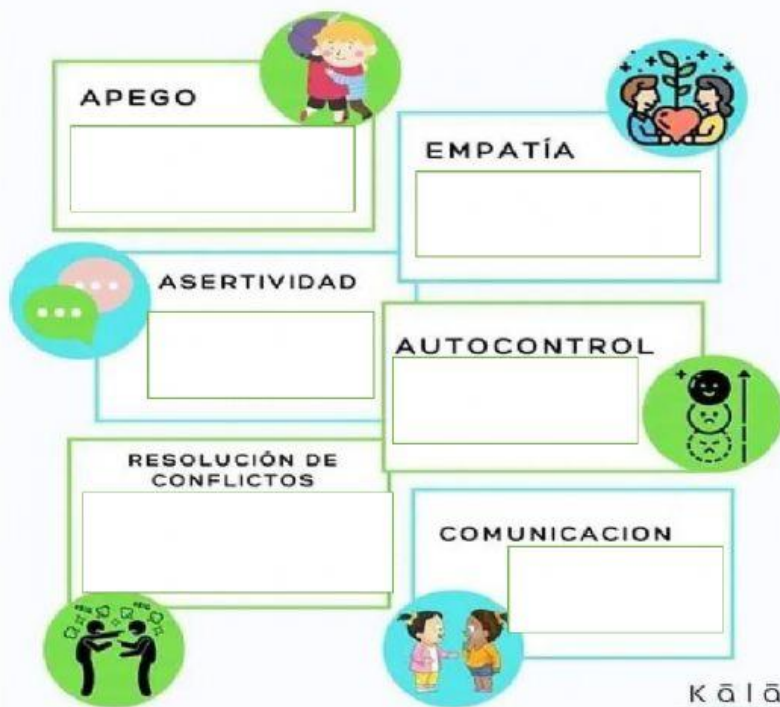 APEGO
EMPATÍA
ASERTIVIDAD
AUTOCONTROL
RESOLUCIÓN DE
CONFLICTOS
COMUNICACION
Kālā